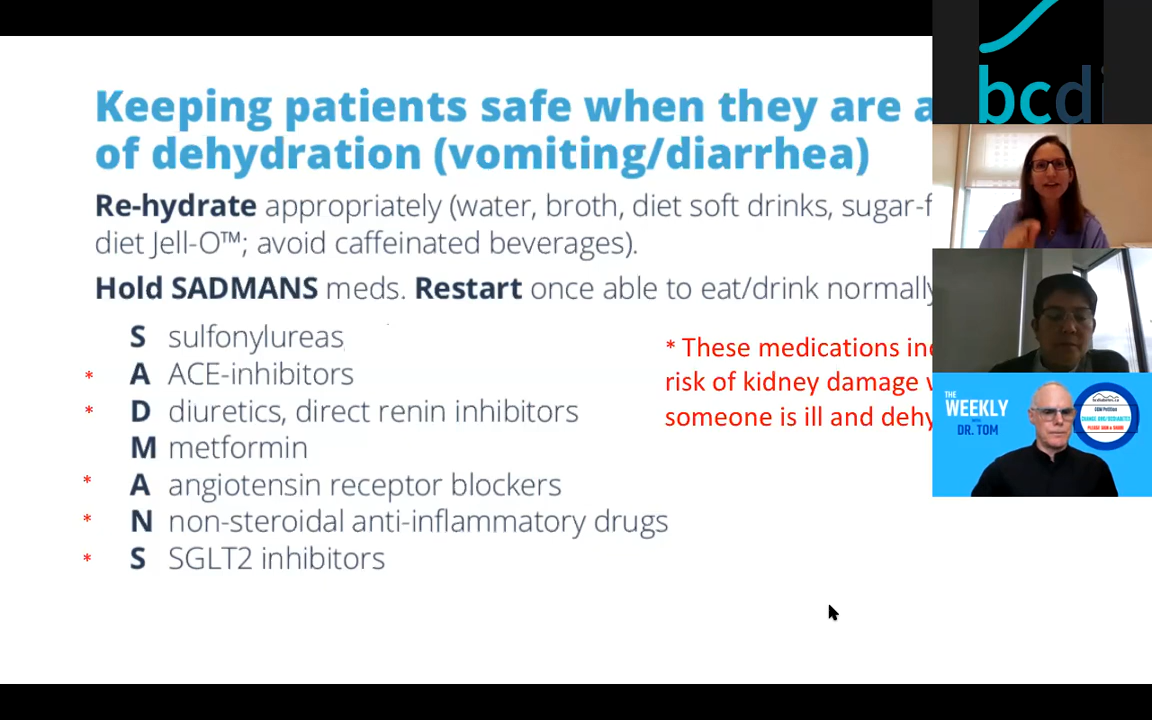 Keeping patients safe when they are a
of dehydration (vomiting/diarrhea)
Re-hydrate appropriately (water, broth, diet soft drinks, sugar-f
diet Jell-O™; avoid caffeinated beverages).
Hold SADMANS meds. Restart once able to eat/drink normally
S sulfonylureas
* A ACE-inhibitors
* D diuretics, direct renin inhibitors
M metformin
* A angiotensin receptor blockers
* N non-steroidal anti-inflammatory drugs
* S SGLT2 inhibitors
* These medications in
risk of kidney damage
someone is ill and dehy
bcdi
THE
WEEKLY
DR. TOM